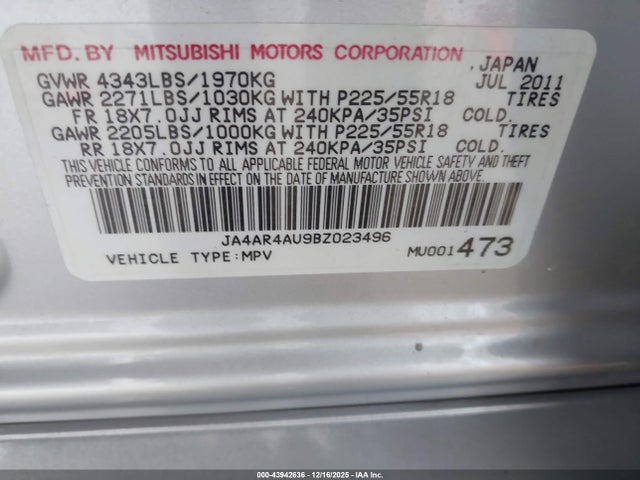 MFD. BY MITSUBISHI MOTORS CORPORATION , JAPAN
GVWR 4343LBS/1970KG JUL 2011
GAWR 2271LBS/1030KG WITH P225/55R18 TIRES
FR 18X7.0JJ RIMS AT 240KPA/35PSI COLD.
GAWR 2205LBS/1000KG WITH P225/55R18 TIRES
RR 18X7.0JJ RIMS AT 240KPA/35PSI COLD.
THIS VEHICLE CONFORMS TO ALL APPLICABLE FEDERAL MOTOR VEHICLE SAFETY AND THEFT
PREVENTION STANDARDS IN EFFECT ON THE DATE OF MANUFACTURE SHOWN ABOVE.
JA4AR4AU9BZ023496
VEHICLE TYPE:MPV MU001473
000-43942636 - 12/16/2025 - IAA Inc.